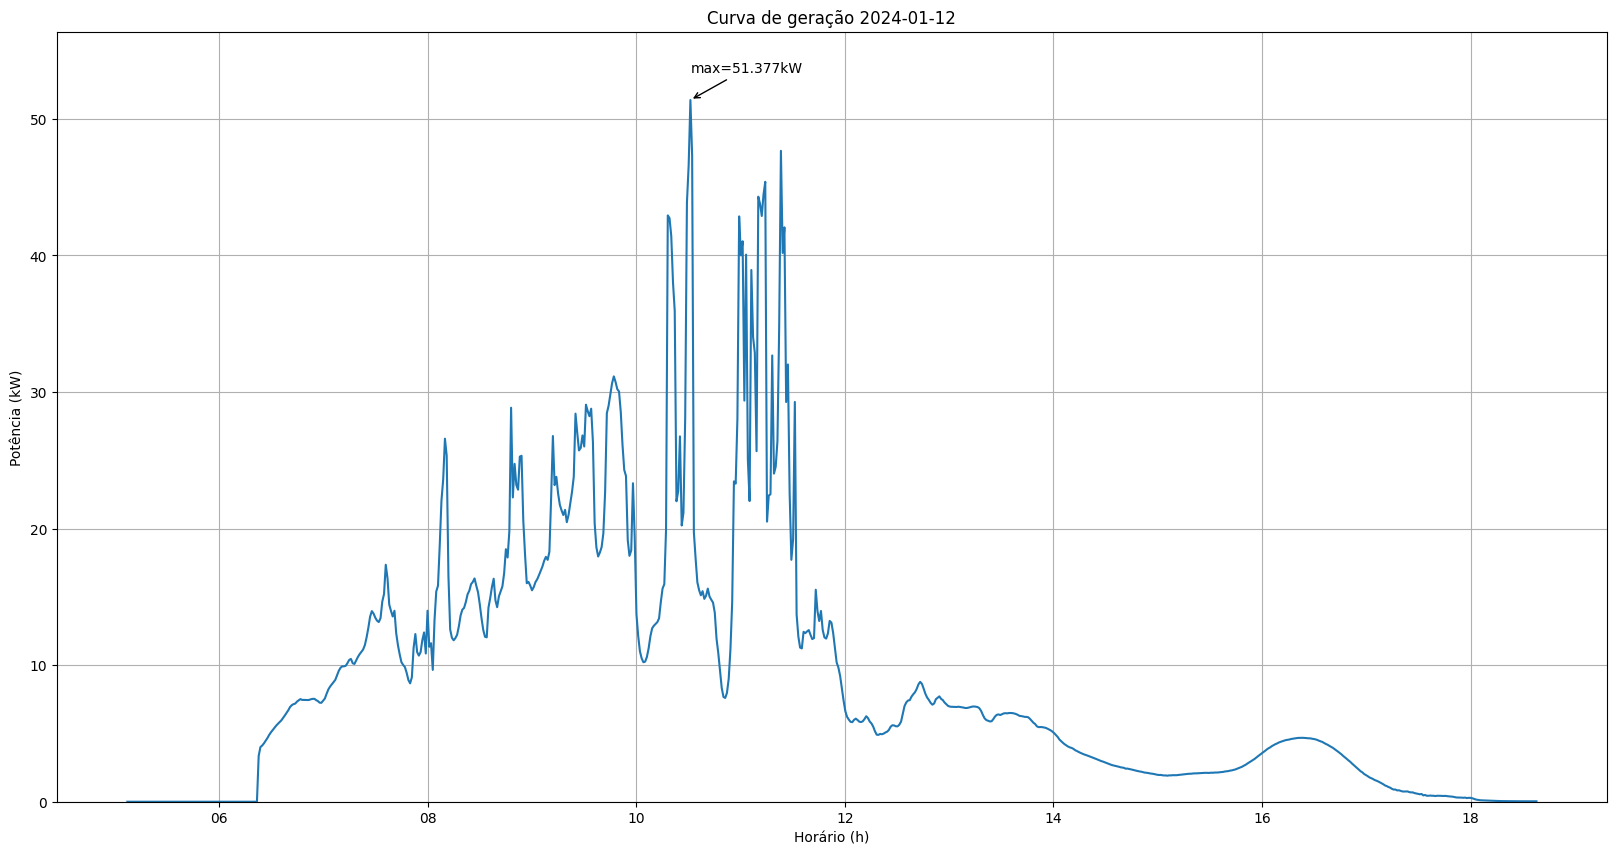 Curva de geração 2024-01-12
max=51.377kW
Potência (kW)
50
40
30
20
10
0
06 08 10 12 14 16 18
Horário (h)